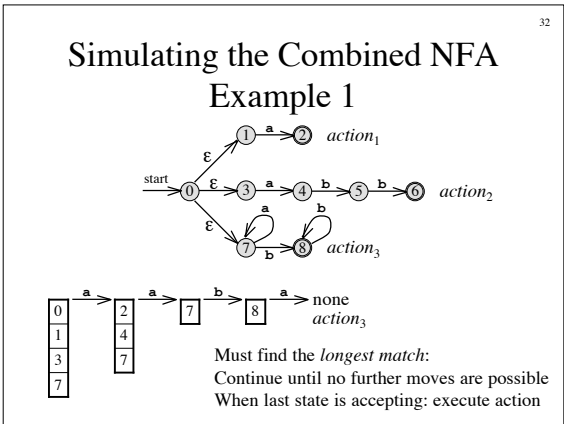 32
Simulating the Combined NFA
Example 1
1 a 2 action1
ε
start 0 ε 3 a 4 b 5 b 6 action2
ε a b
7 b 8 action3
a a b a none
0 2 7 8 action3
1 4
3 7
7
Must find the longest match:
Continue until no further moves are possible
When last state is accepting: execute action